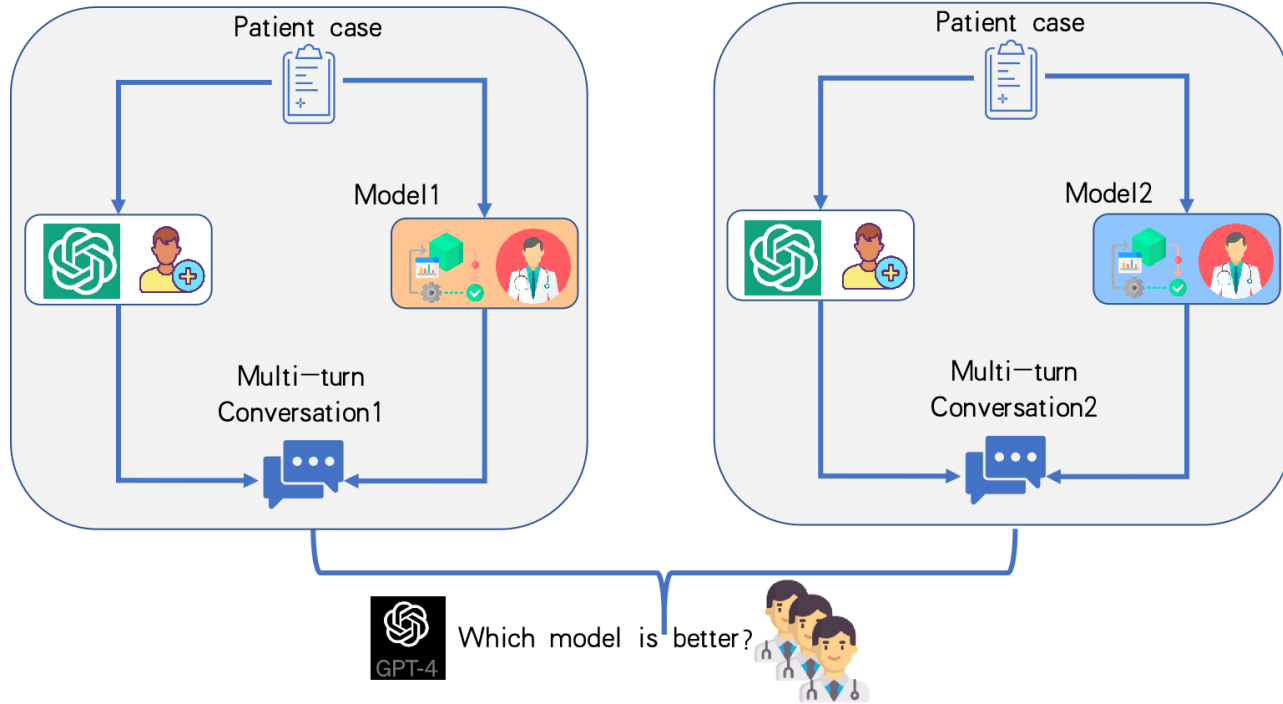 Patient case
Patient case
Model1
Model2
Multi-turn
Conversation1
Multi-turn
Conversation2
GPT-4
Which model is better?